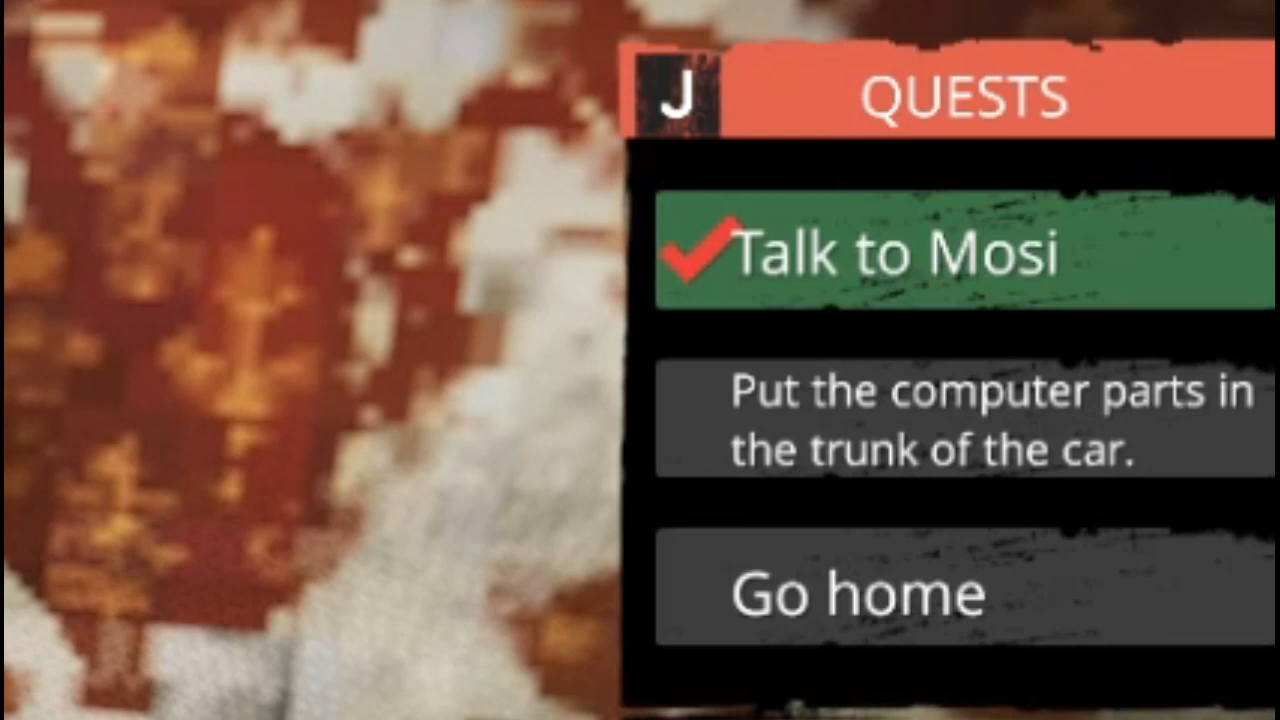 J QUESTS
Talk to Mosi
Put the computer parts in
the trunk of the car.
Go home